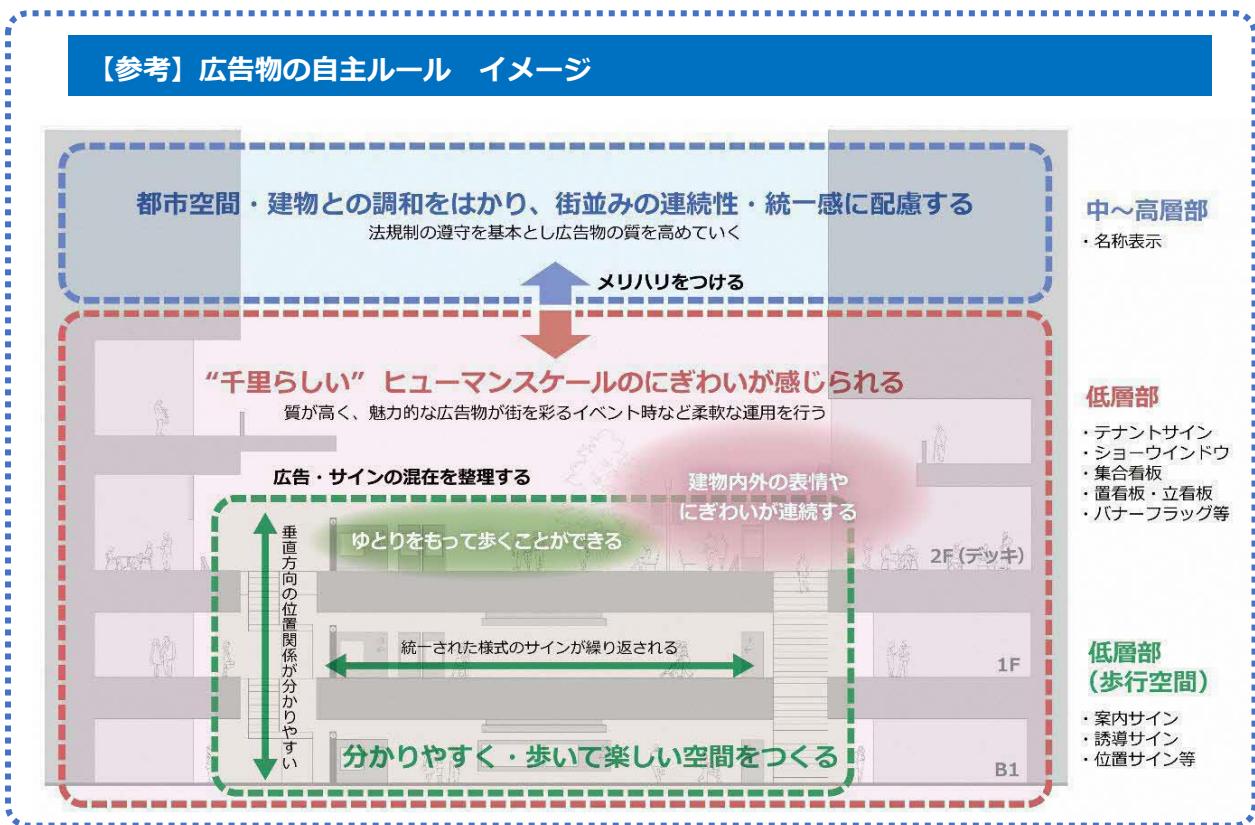 【参考】広告物の自主ルール　イメージ
都市空間・建物との調和をはかり、街並みの連続性・統一感に配慮する
法規制の遵守を基本とし広告物の質を高めていく
メリハリをつける
中～高層部
・名称表示
“千里らしい” ヒューマンスケールのにぎわいが感じられる
質が高く、魅力的な広告物が街を彩るイベント時など柔軟な運用を行う
低層部
・テナントサイン
・ショーウインドウ
・集合看板
・置看板・立看板
・バナーフラッグ等
広告・サインの混在を整理する
建物内外の表情や
にぎわいが連続する
ゆとりをもって歩くことができる
2F（デッキ）
垂直方向の位置関係が分かりやすい
統一された様式のサインが繰り返される
1F
低層部
（歩行空間）
・案内サイン
・誘導サイン
・位置サイン等
分かりやすく・歩いて楽しい空間をつくる
B1